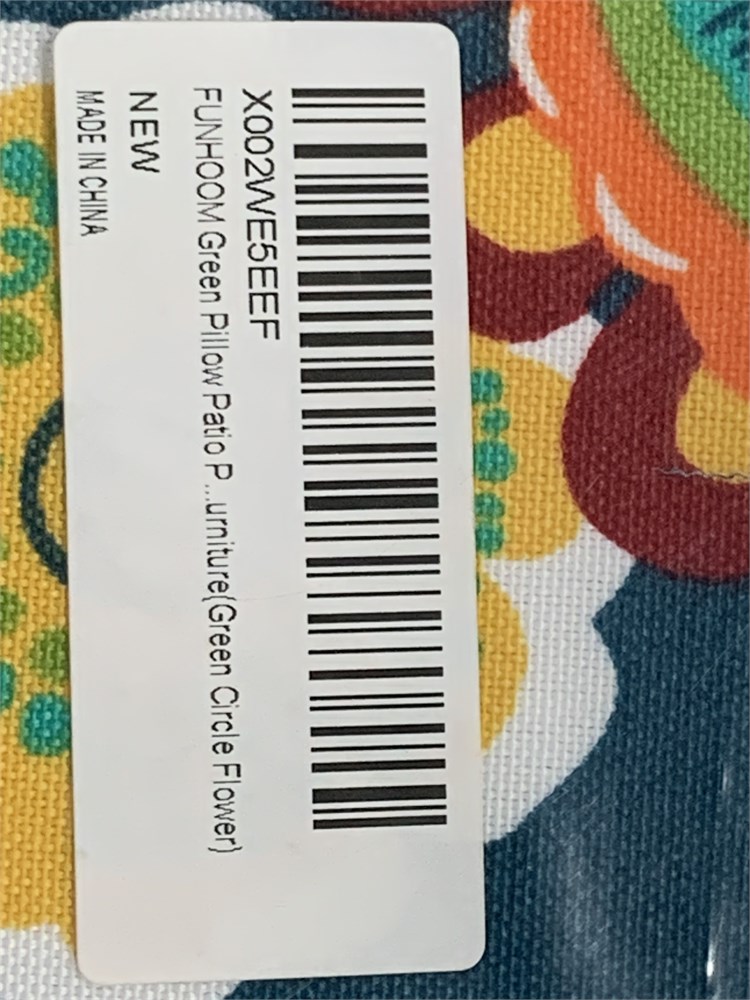 X002WE5EEF
FUNHOOM Green Pillow Patio P...urniture(Green Circle Flower)
NEW
MADE IN CHINA